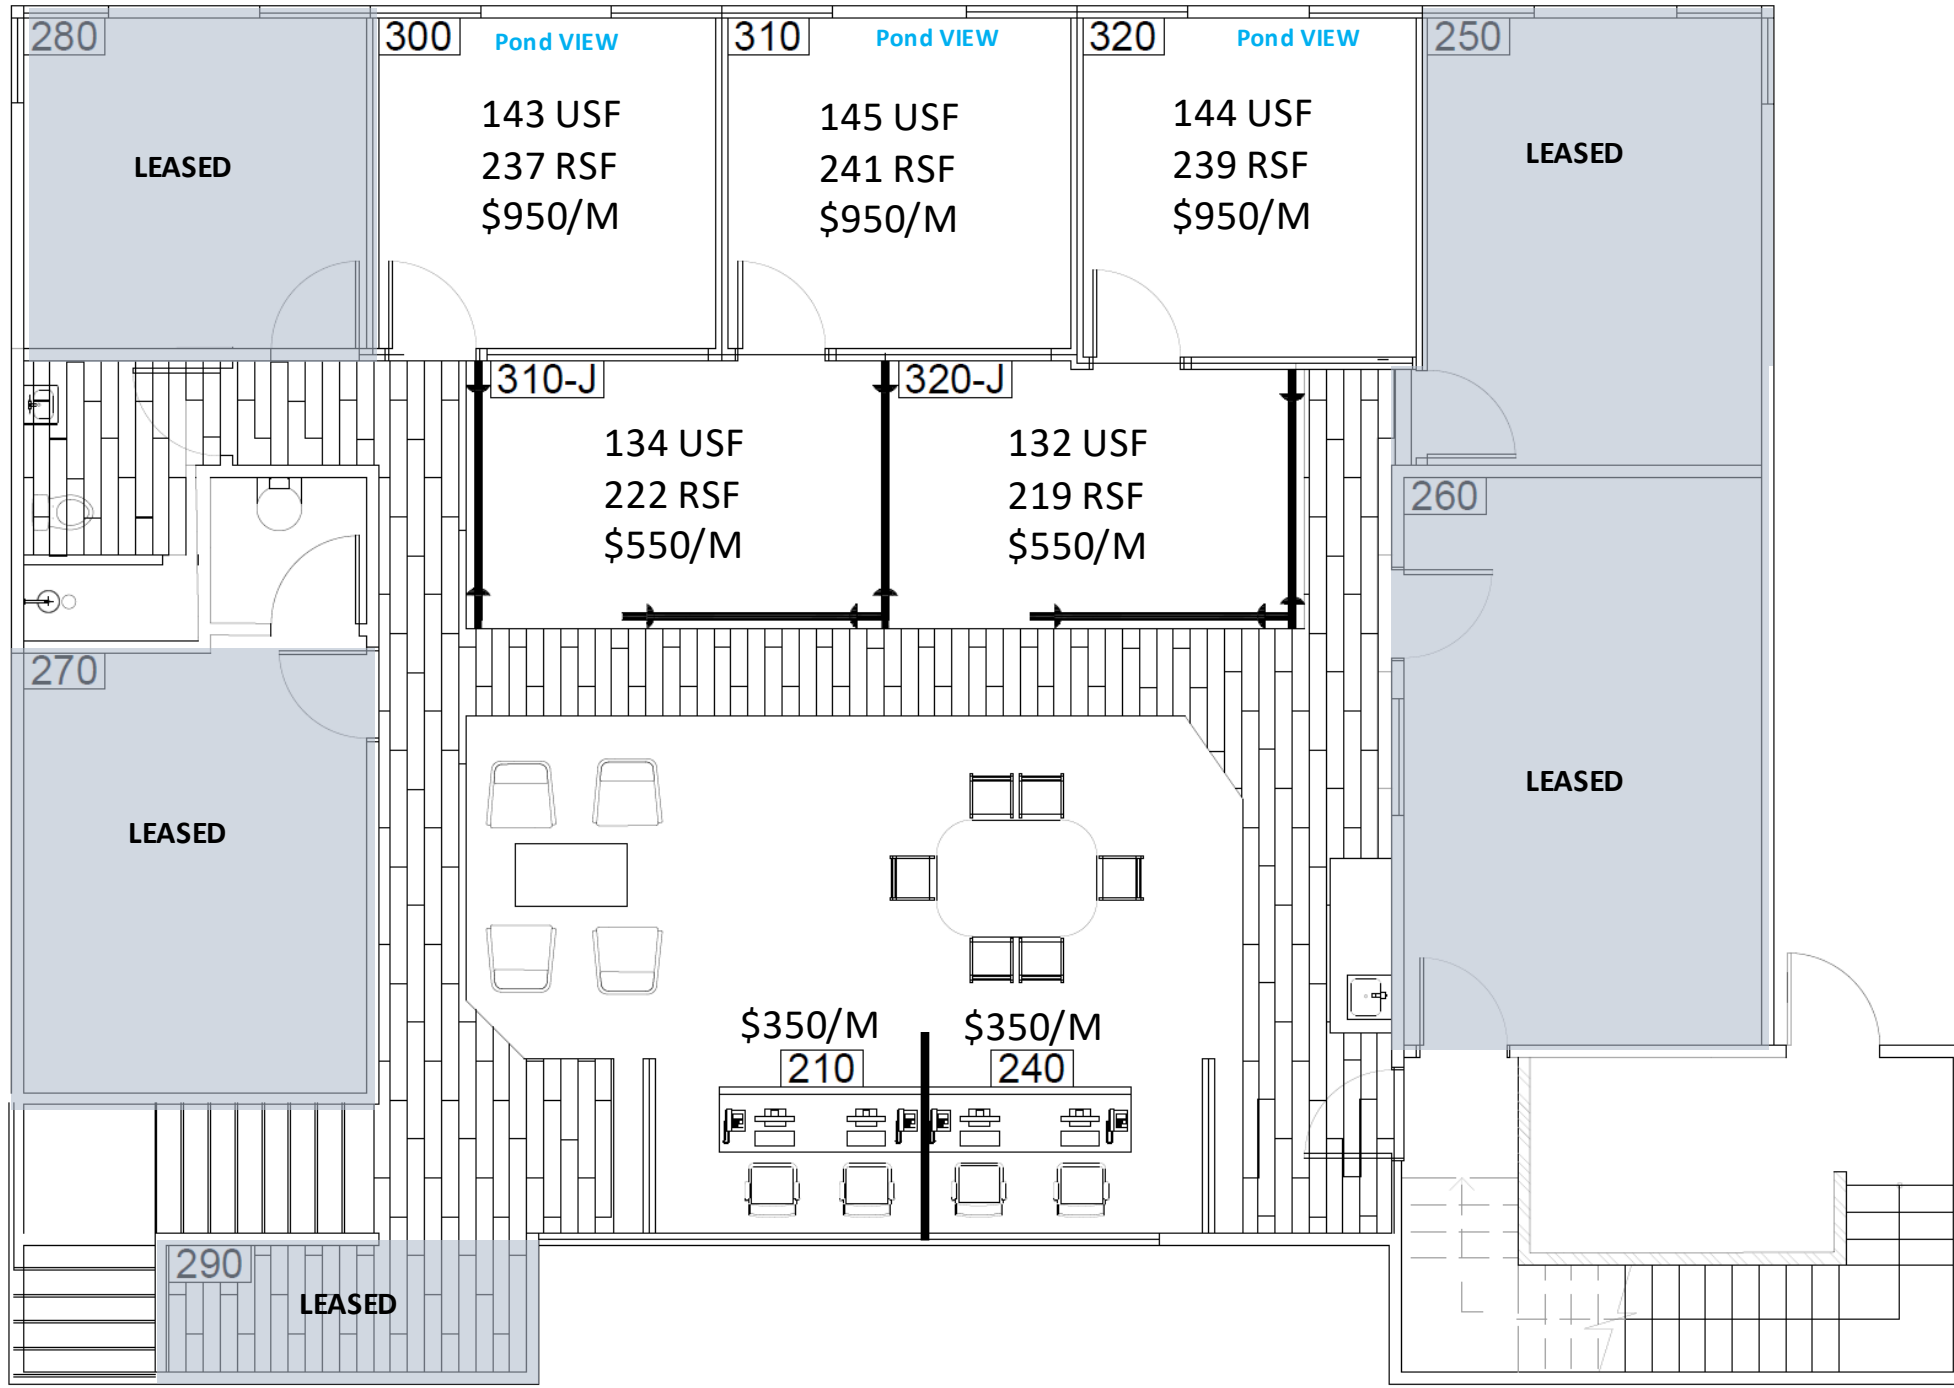 280
LEASED
300
Pond VIEW
143 USF
237 RSF
$950/M
310
Pond VIEW
145 USF
241 RSF
$950/M
320
Pond VIEW
144 USF
239 RSF
$950/M
250
LEASED
310-J
134 USF
222 RSF
$550/M
320-J
132 USF
219 RSF
$550/M
260
LEASED
270
LEASED
$350/M
210
$350/M
240
290
LEASED